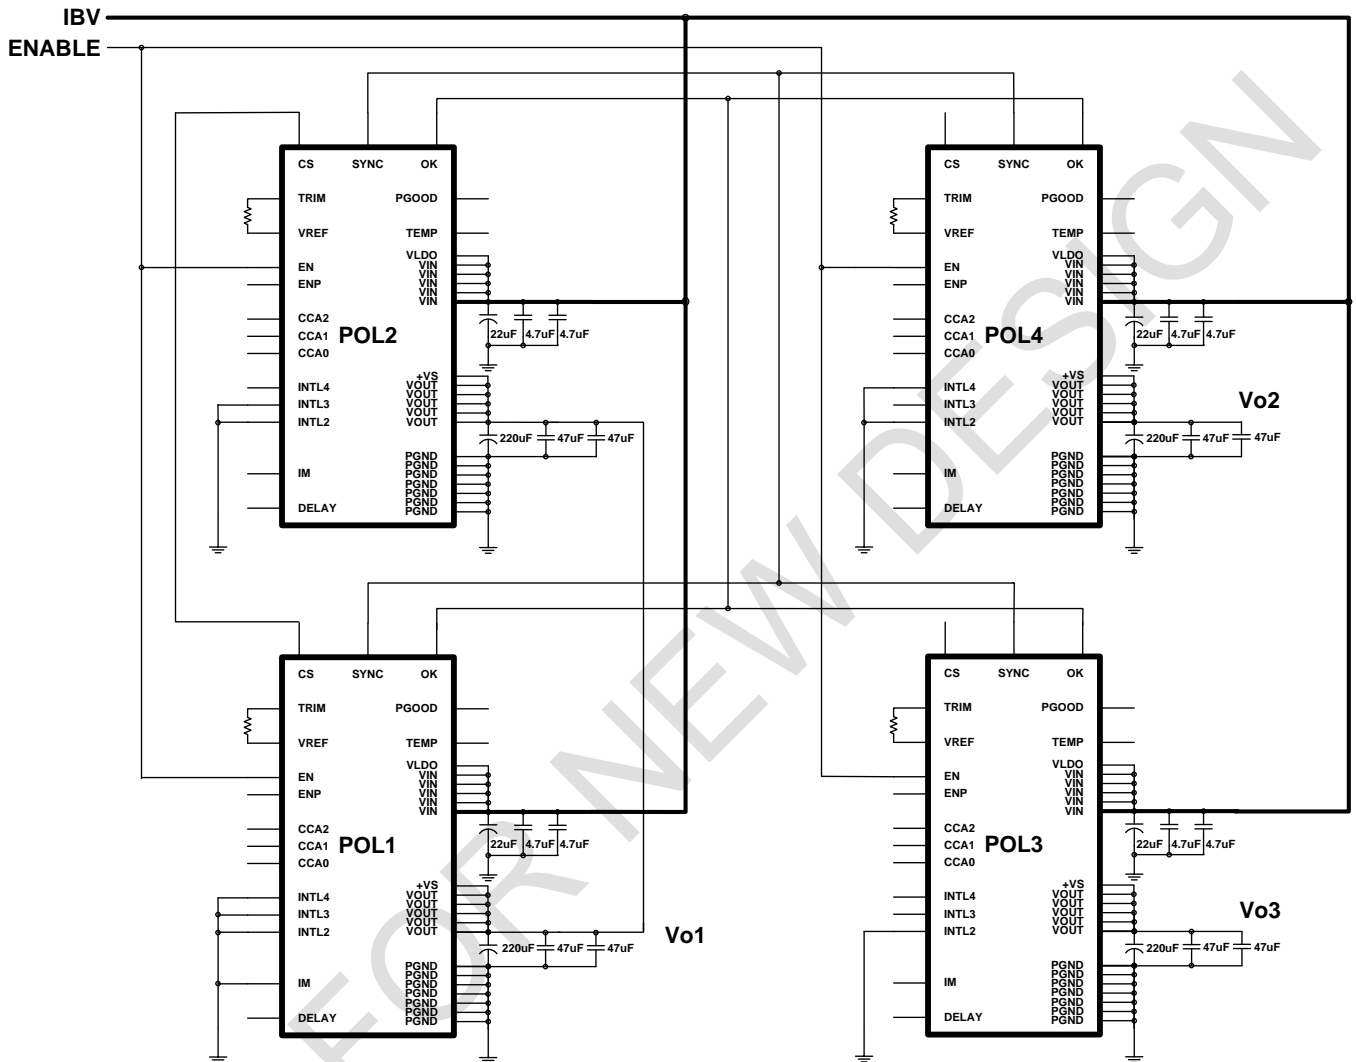 IBV
ENABLE
CS SYNC OK
TRIM PGOOD
VREF TEMP
VLDO
EN VIN
VIN
ENP VIN
VIN
VIN
CCA2
CCA1 POL2 22uF 4.7uF 4.7uF
CCA0
+VS
INTL4 VOUT
VOUT
INTL3 VOUT
VOUT
INTL2 VOUT
220uF 47uF 47uF
PGND
PGND
IM PGND
PGND
PGND
PGND
DELAY PGND
CS SYNC OK
TRIM PGOOD
VREF TEMP
VLDO
EN VIN
VIN
ENP VIN
VIN
VIN
CCA2
CCA1 POL4 22uF 4.7uF 4.7uF
CCA0
+VS
INTL4 VOUT
VOUT
INTL3 VOUT
VOUT
INTL2 VOUT
Vo2
220uF 47uF 47uF
PGND
PGND
IM PGND
PGND
PGND
PGND
DELAY PGND
CS SYNC OK
TRIM PGOOD
VREF TEMP
VLDO
EN VIN
VIN
ENP VIN
VIN
VIN
CCA2
CCA1 POL1 22uF 4.7uF 4.7uF
CCA0
+VS
INTL4 VOUT
VOUT
INTL3 VOUT
VOUT
INTL2 VOUT
Vo1
220uF 47uF 47uF
PGND
PGND
IM PGND
PGND
PGND
PGND
DELAY PGND
CS SYNC OK
TRIM PGOOD
VREF TEMP
VLDO
EN VIN
VIN
ENP VIN
VIN
VIN
CCA2
CCA1 POL3 22uF 4.7uF 4.7uF
CCA0
+VS
INTL4 VOUT
VOUT
INTL3 VOUT
VOUT
INTL2 VOUT
Vo3
220uF 47uF 47uF
PGND
PGND
IM PGND
PGND
PGND
PGND
DELAY PGND
FOR NEW DESIGN